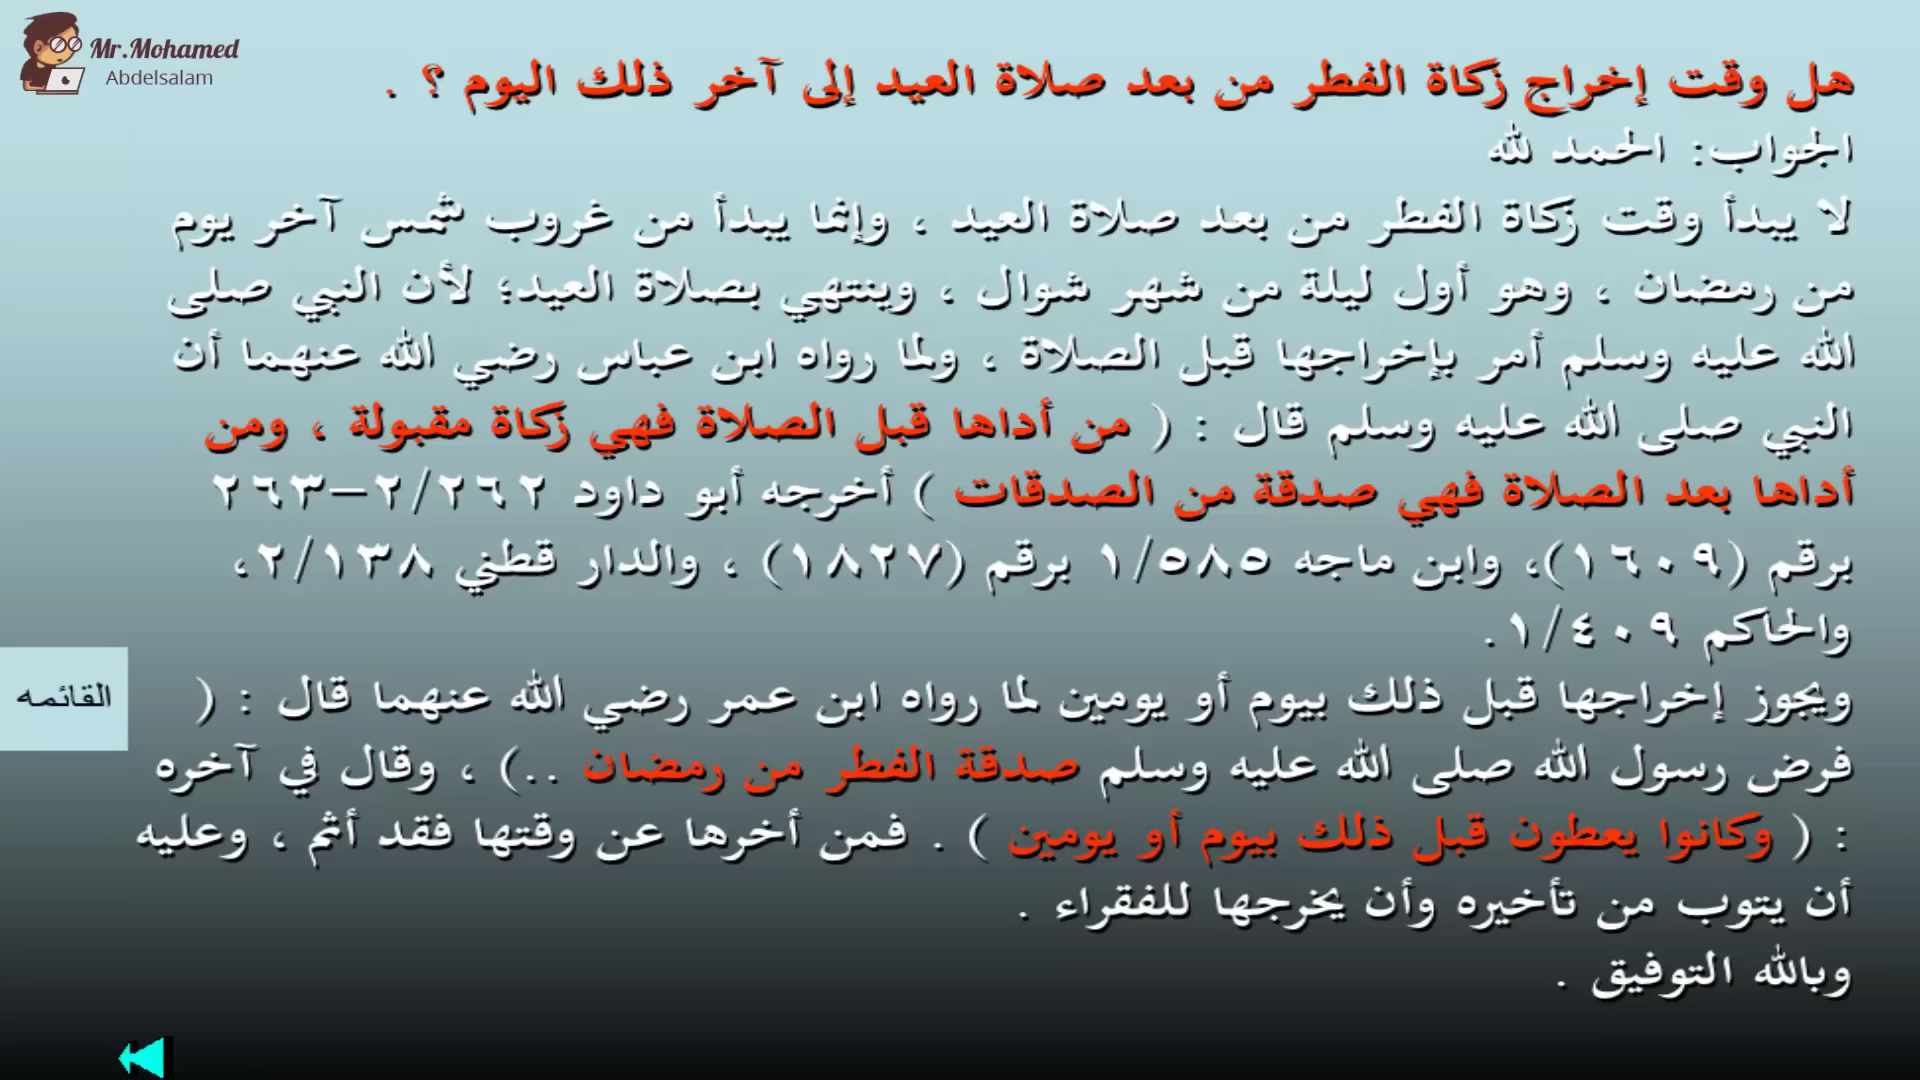 Mr.Mohamed
Abdelsalam
هل وقت إخراج زكاة الفطر من بعد صلاة العيد إلى آخر ذلك اليوم ؟ .
الجواب: الحمد لله
لا يبدأ وقت زكاة الفطر من بعد صلاة العيد ، وإنما يبدأ من غروب شمس آخر يوم
من رمضان ، وهو أول ليلة من شهر شوال ، وينتهي بصلاة العيد؛ لأن النبي صلى
الله عليه وسلم أمر بإخراجها قبل الصلاة ، ولما رواه ابن عباس رضي الله عنهما أن
النبي صلى الله عليه وسلم قال : ( من أداها قبل الصلاة فهي زكاة مقبولة ، ومن
أداها بعد الصلاة فهي صدقة من الصدقات ) أخرجه أبو داود ٢/٢٦٢–٢٦٣
برقم (١٦٠٩)، وابن ماجه ١/٥٨٥ برقم (١٨٢٧) ، والدار قطني ٢/١٣٨،
والحاكم ١/٤٠٩.
ويجوز إخراجها قبل ذلك بيوم أو يومين لما رواه ابن عمر رضي الله عنهما قال : (
فرض رسول الله صلى الله عليه وسلم صدقة الفطر من رمضان ..) ، وقال في آخره
: ( وكانوا يعطون قبل ذلك بيوم أو يومين ) . فمن أخرها عن وقتها فقد أثم ، وعليه
أن يتوب من تأخيره وأن يخرجها للفقراء .
وبالله التوفيق .
القائمه